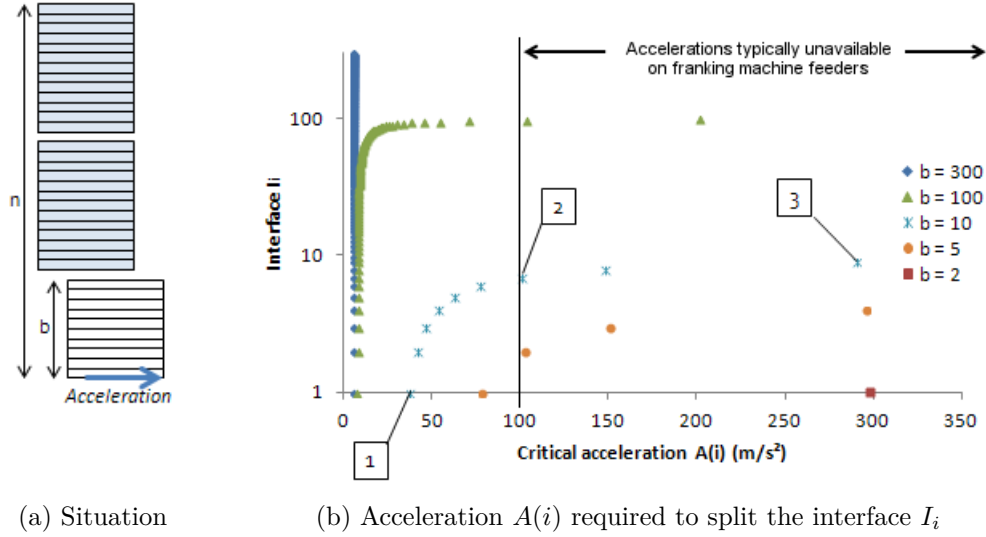 n
b
Acceleration
Accelerations typically unavailable
on franking machine feeders
Interface Iᵢ
100
10
1
0
50
100
150
200
250
300
350
Critical acceleration A(i) (m/s²)
1
2
3
b = 300
b = 100
b = 10
b = 5
b = 2
(a) Situation
(b) Acceleration A(i) required to split the interface Iᵢ